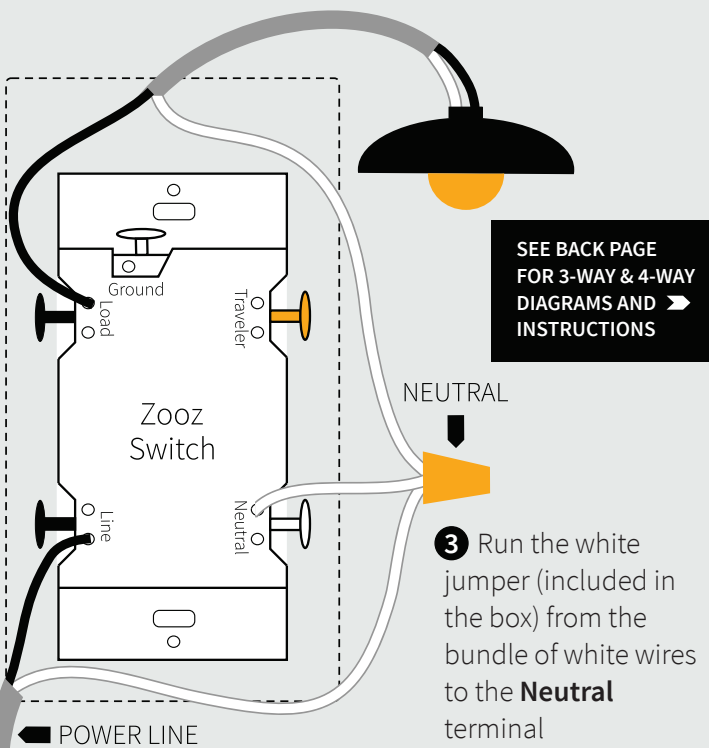 SEE BACK PAGE
FOR 3-WAY & 4-WAY
DIAGRAMS AND
INSTRUCTIONS
Ground
Load
Traveler
Zooz
Switch
NEUTRAL
Line
Neutral
3 Run the white
jumper (included in
the box) from the
bundle of white wires
to the Neutral
terminal
POWER LINE